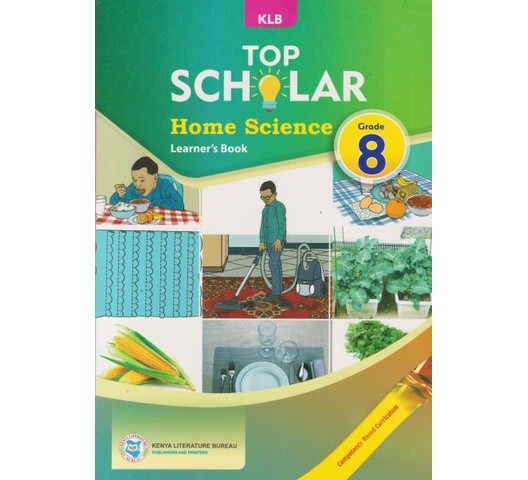 KLB
TOP
SCHOLAR
Home Science
Learner's Book
Grade
8
KENYA LITERATURE BUREAU
PUBLISHERS AND PRINTERS
Competency Based Curriculum